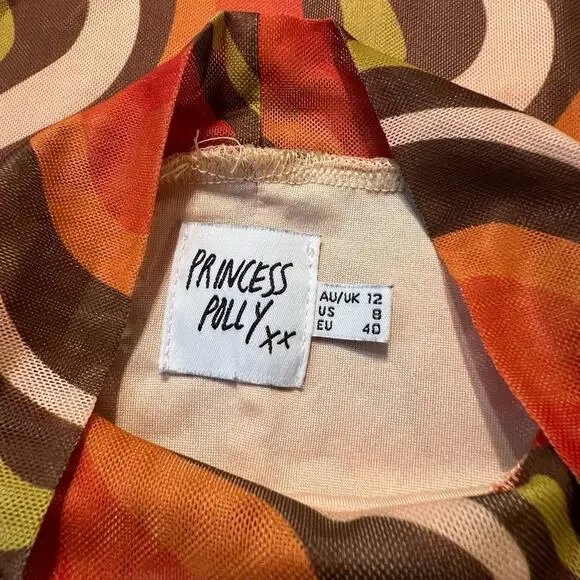 PRINCESS
POLLY
xx
AU/UK 12
US 8
EU 40